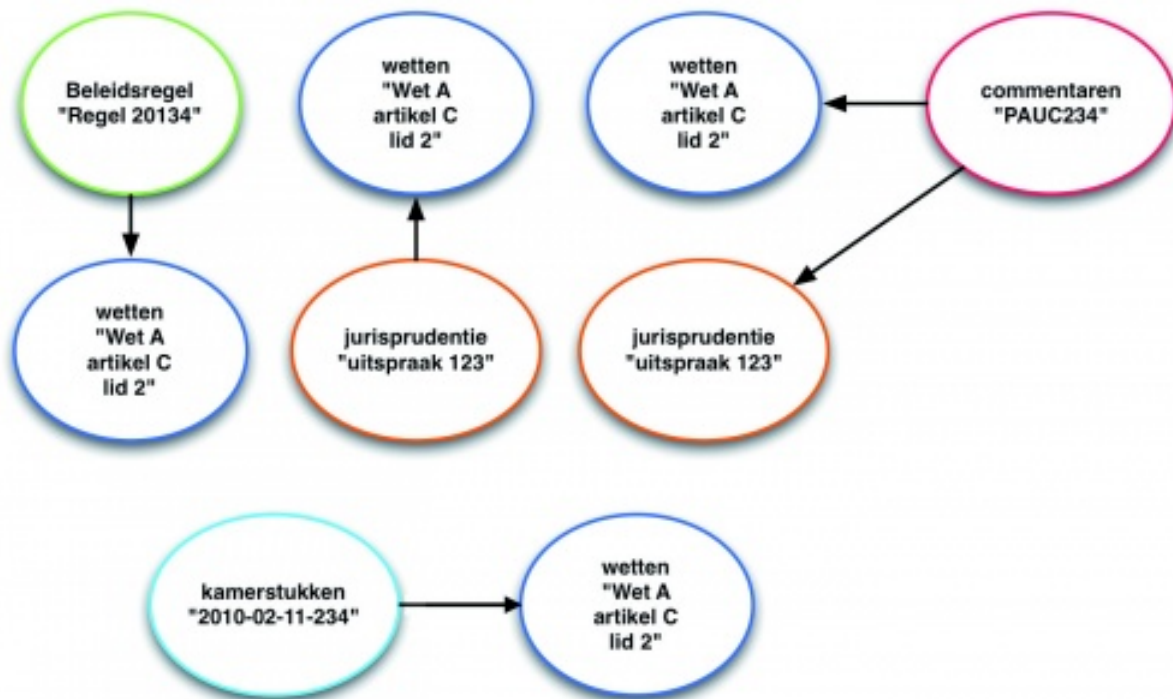 Beleidsregel
"Regel 20134"
wetten
"Wet A
artikel C
lid 2"
wetten
"Wet A
artikel C
lid 2"
commentaren
"PAUC234"
wetten
"Wet A
artikel C
lid 2"
jurisprudentie
"uitspraak 123"
jurisprudentie
"uitspraak 123"
kamerstukken
"2010-02-11-234"
wetten
"Wet A
artikel C
lid 2"